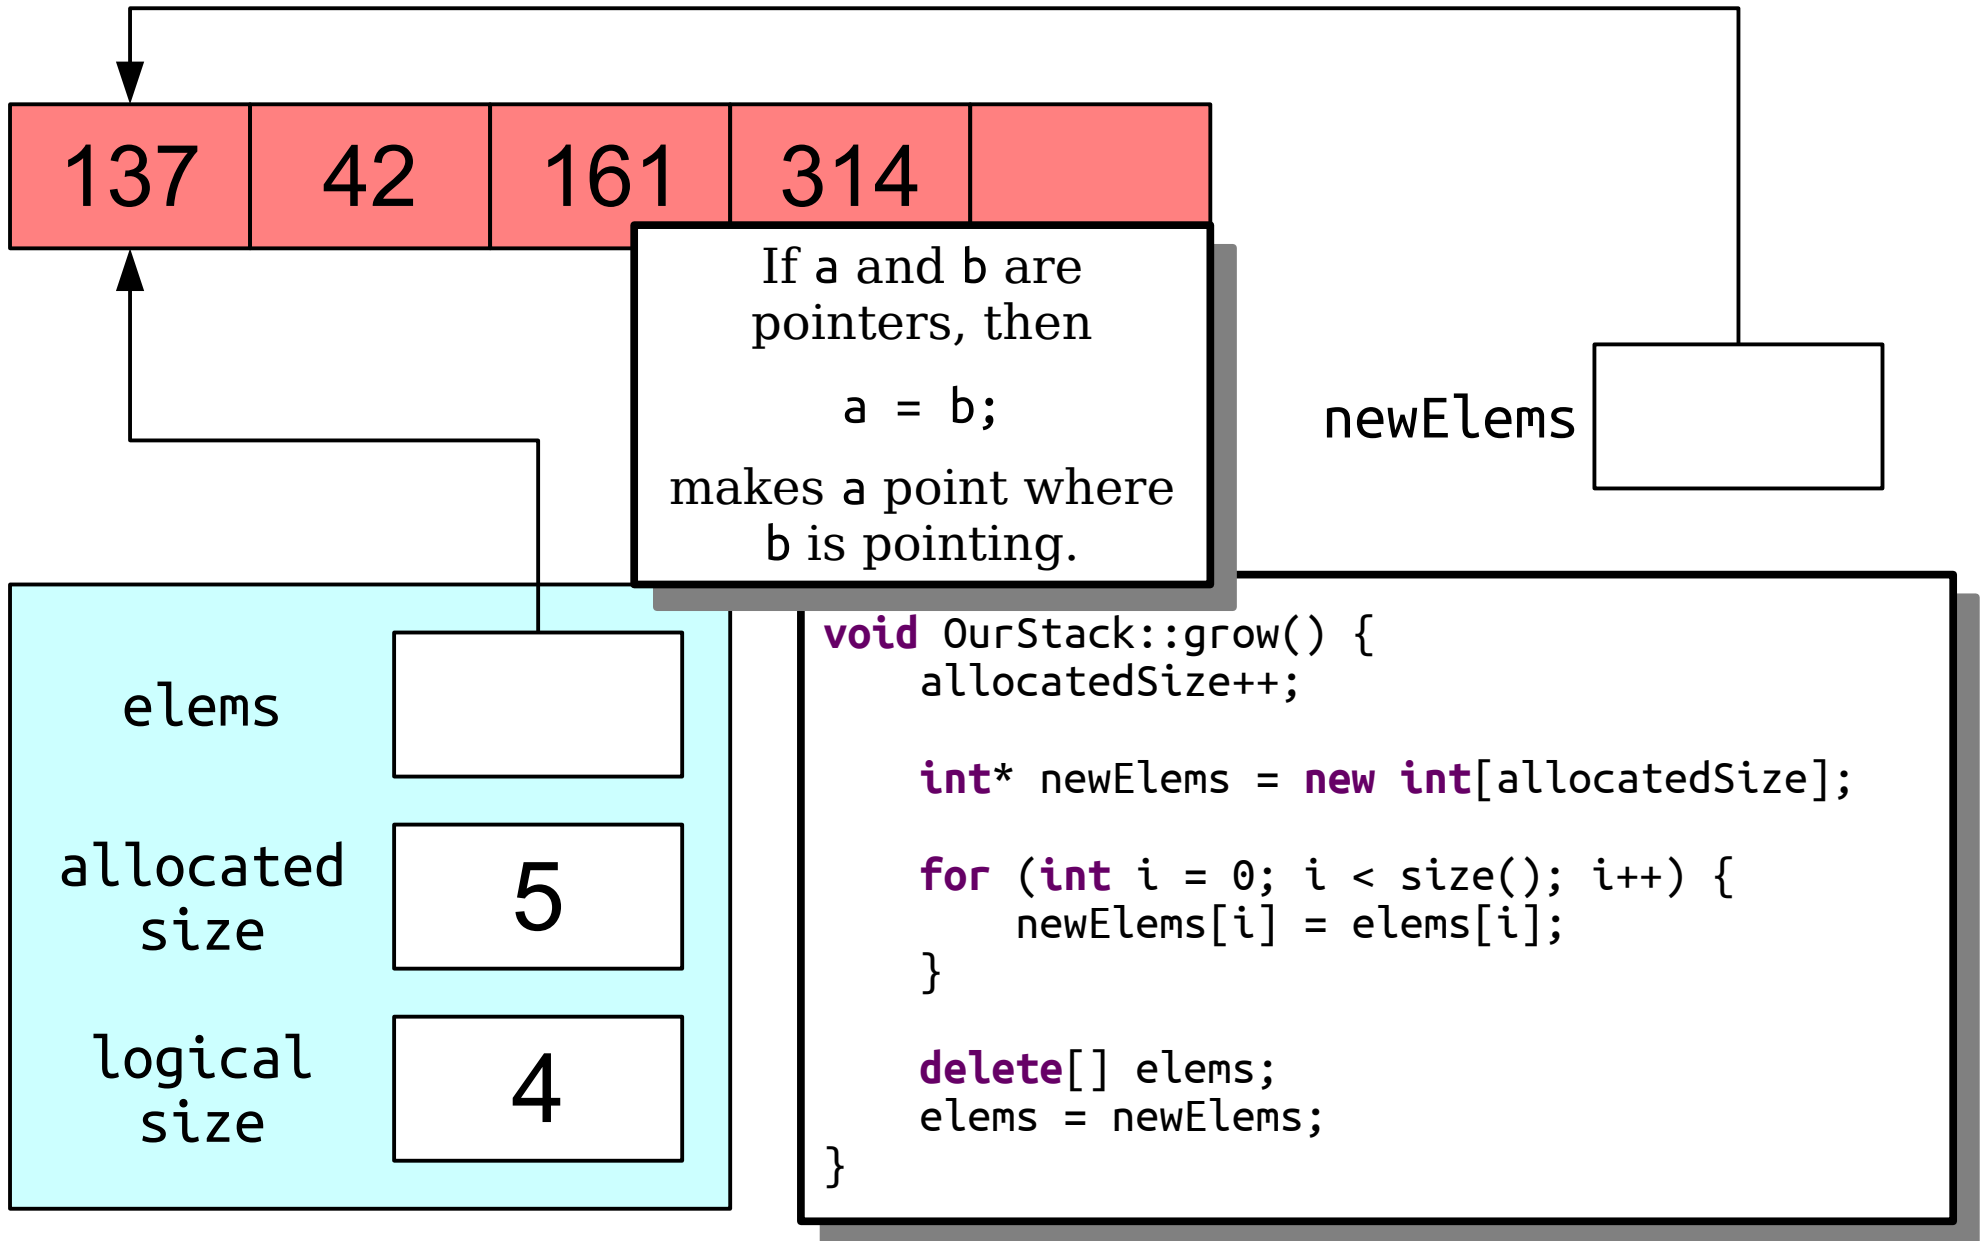 137 42 161 314
If a and b are
pointers, then
a = b;
makes a point where
b is pointing.
newElems
elems
allocated
size
5
logical
size
4
void OurStack::grow() {
    allocatedSize++;
    int* newElems = new int[allocatedSize];
    for (int i = 0; i < size(); i++) {
        newElems[i] = elems[i];
    }
    delete[] elems;
    elems = newElems;
}